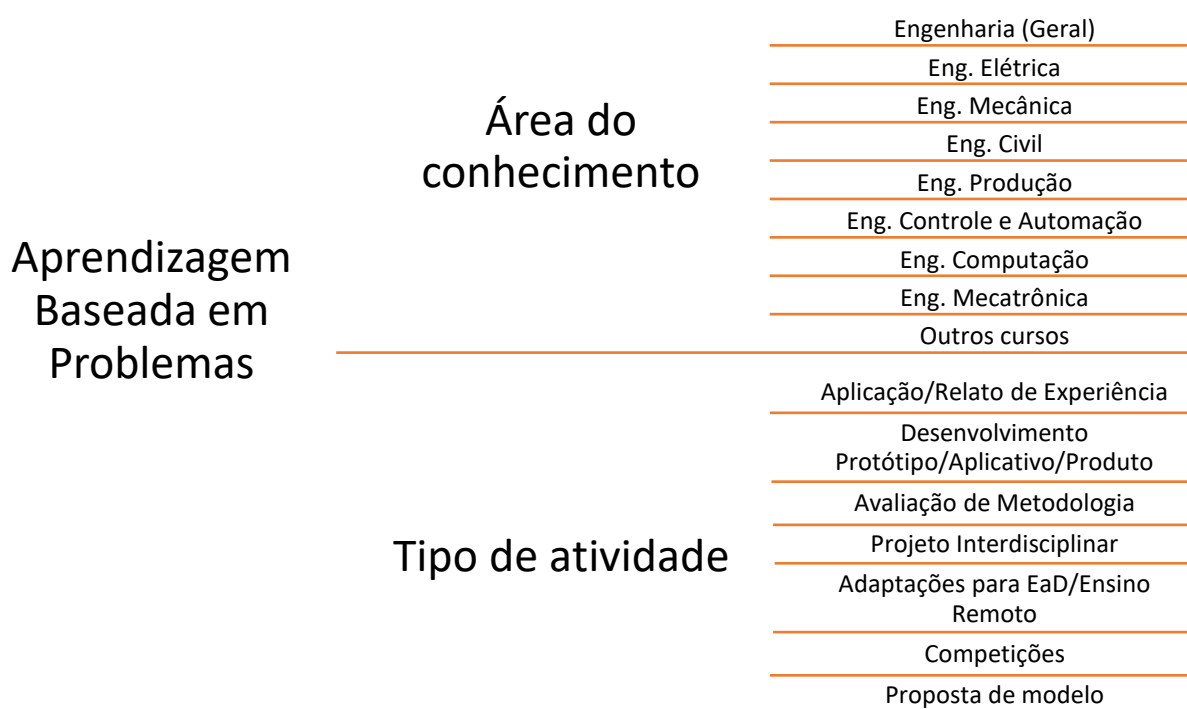 Aprendizagem
Baseada em
Problemas
Área do
conhecimento
Engenharia (Geral)
Eng. Elétrica
Eng. Mecânica
Eng. Civil
Eng. Produção
Eng. Controle e Automação
Eng. Computação
Eng. Mecatrônica
Outros cursos
Tipo de atividade
Aplicação/Relato de Experiência
Desenvolvimento
Protótipo/Aplicativo/Produto
Avaliação de Metodologia
Projeto Interdisciplinar
Adaptações para EaD/Ensino
Remoto
Competições
Proposta de modelo